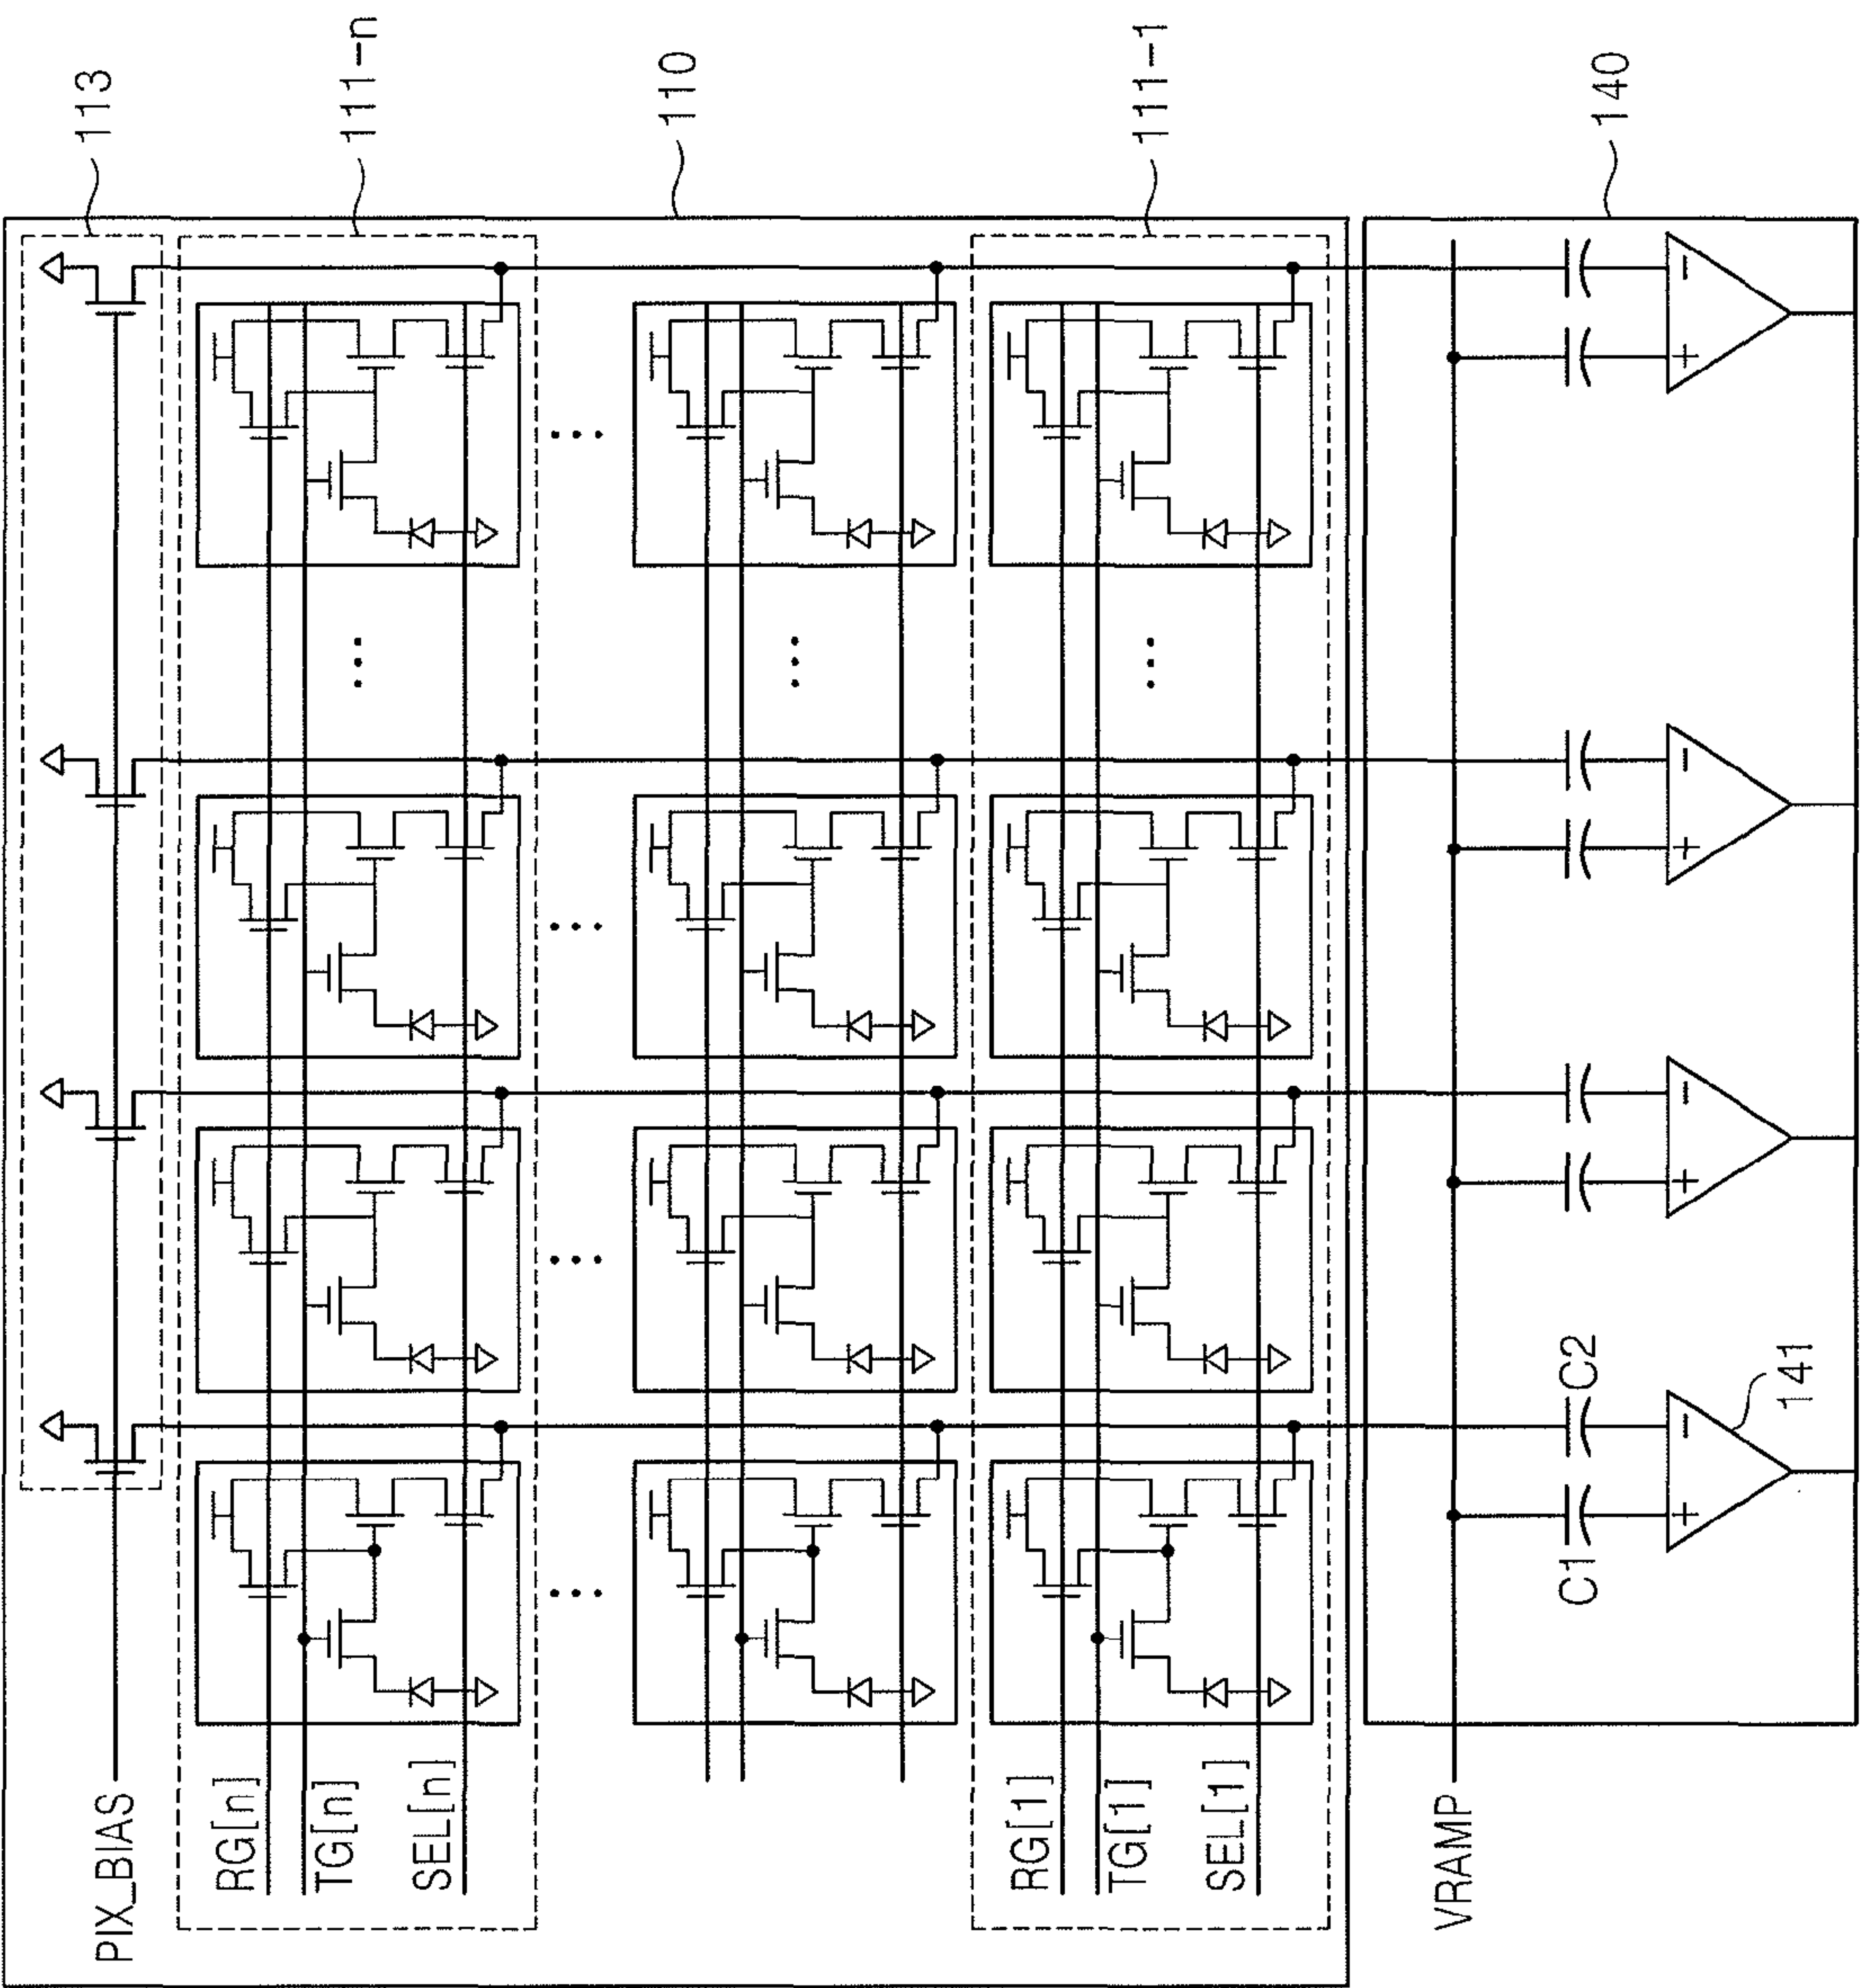 113
111-n
110
111-1
140
PIX_BIAS
RG[n]
TG[n]
SEL[n]
RG[1]
TG[1]
SEL[1]
VRAMP
C1
C2
141
+
−
+
−
+
−
+
−